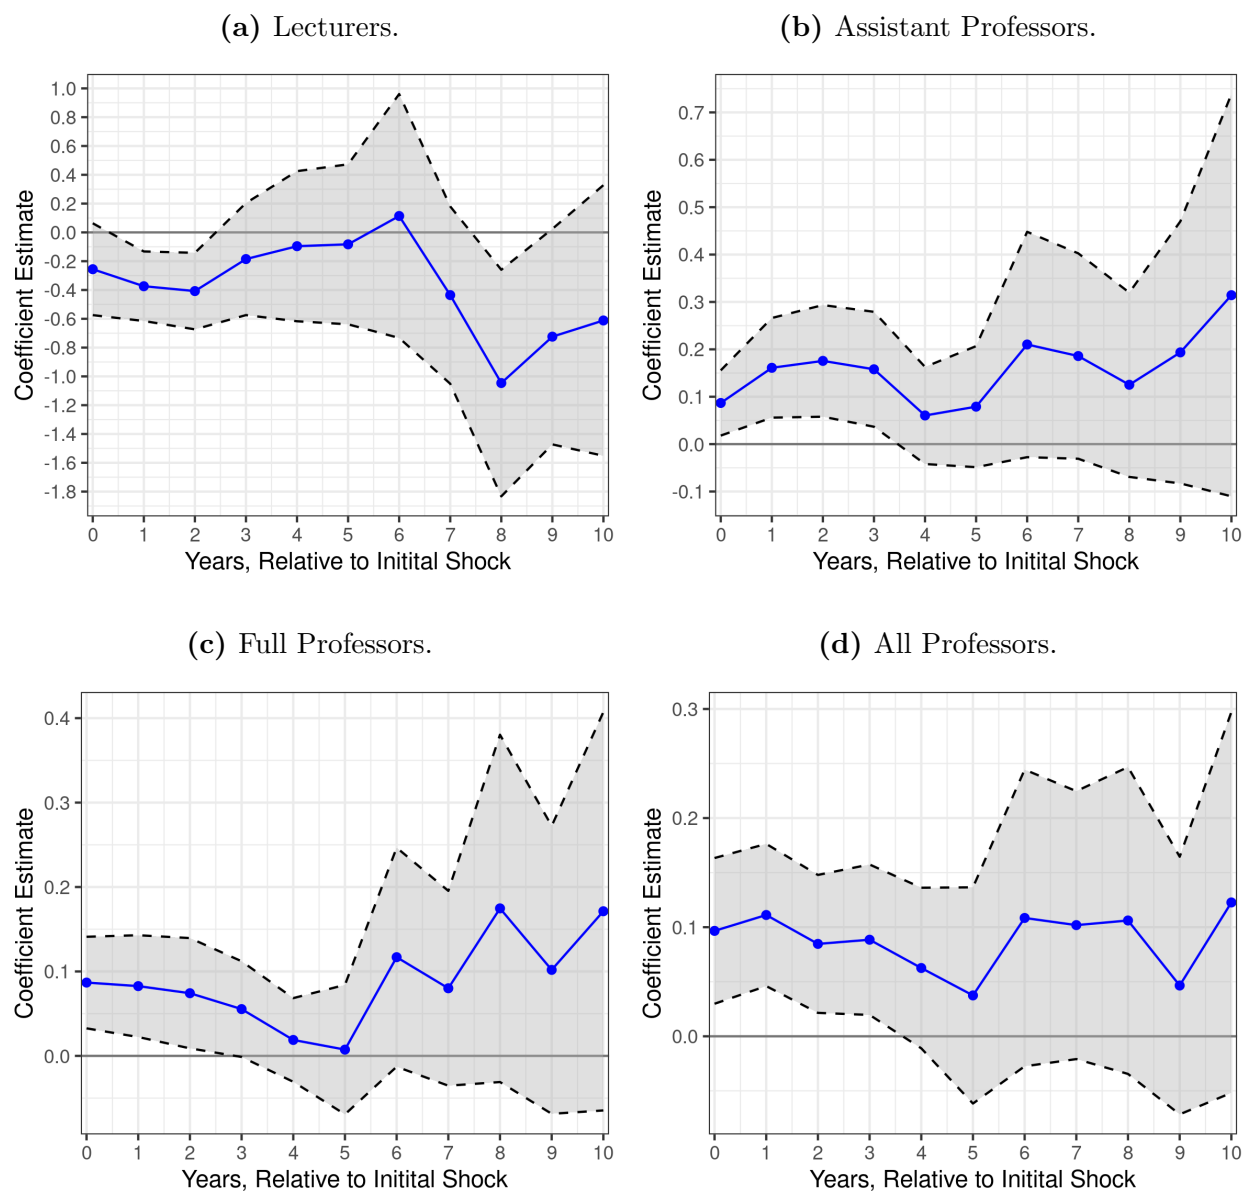 (a) Lecturers.
1.0
0.8
0.6
0.4
0.2
0.0
-0.2
-0.4
-0.6
-0.8
-1.0
-1.2
-1.4
-1.6
-1.8
Coefficient Estimate
0 1 2 3 4 5 6 7 8 9 10
Years, Relative to Initital Shock
(b) Assistant Professors.
0.7
0.6
0.5
0.4
0.3
0.2
0.1
0.0
-0.1
Coefficient Estimate
0 1 2 3 4 5 6 7 8 9 10
Years, Relative to Initital Shock
(c) Full Professors.
0.4
0.3
0.2
0.1
0.0
Coefficient Estimate
0 1 2 3 4 5 6 7 8 9 10
Years, Relative to Initital Shock
(d) All Professors.
0.3
0.2
0.1
0.0
Coefficient Estimate
0 1 2 3 4 5 6 7 8 9 10
Years, Relative to Initital Shock